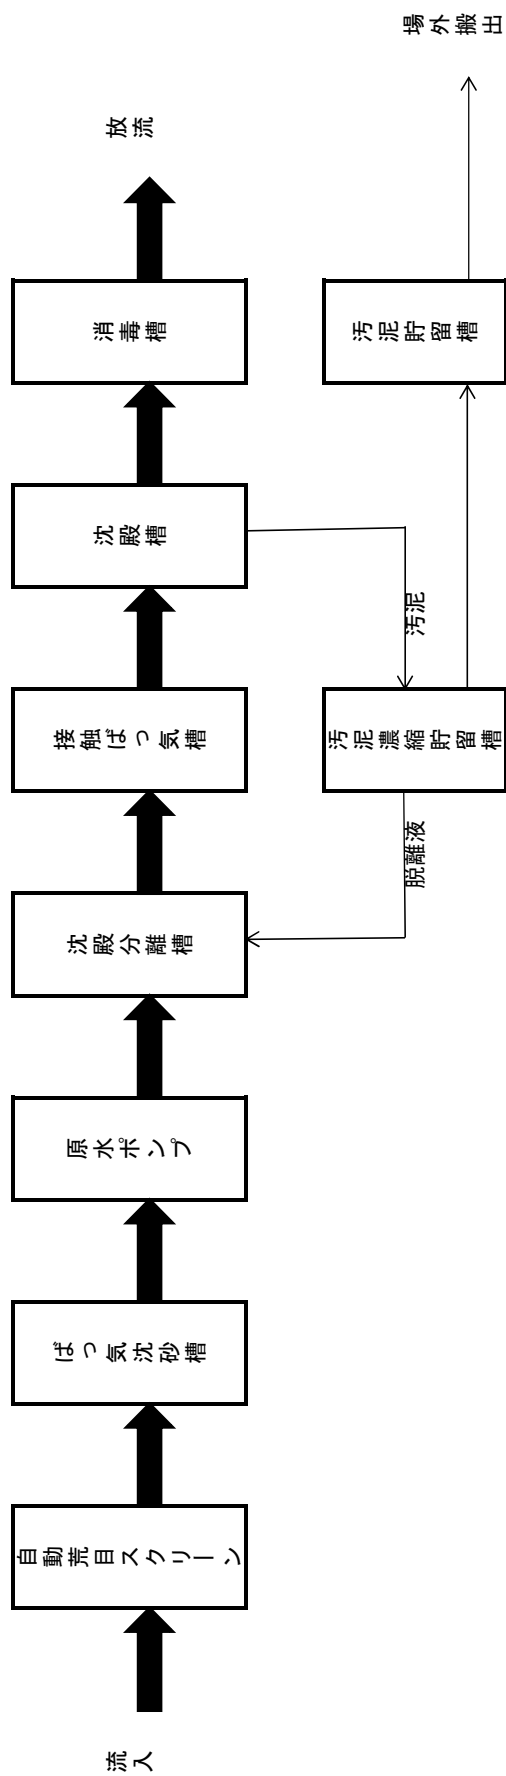 場外搬出
放流
消毒槽
汚泥貯留槽
沈殿槽
汚泥
接触ばっ気槽
汚泥濃縮貯留槽
脱離液
沈殿分離槽
原水ポンプ
ばっ気沈砂槽
自動荒目スクリーン
流入